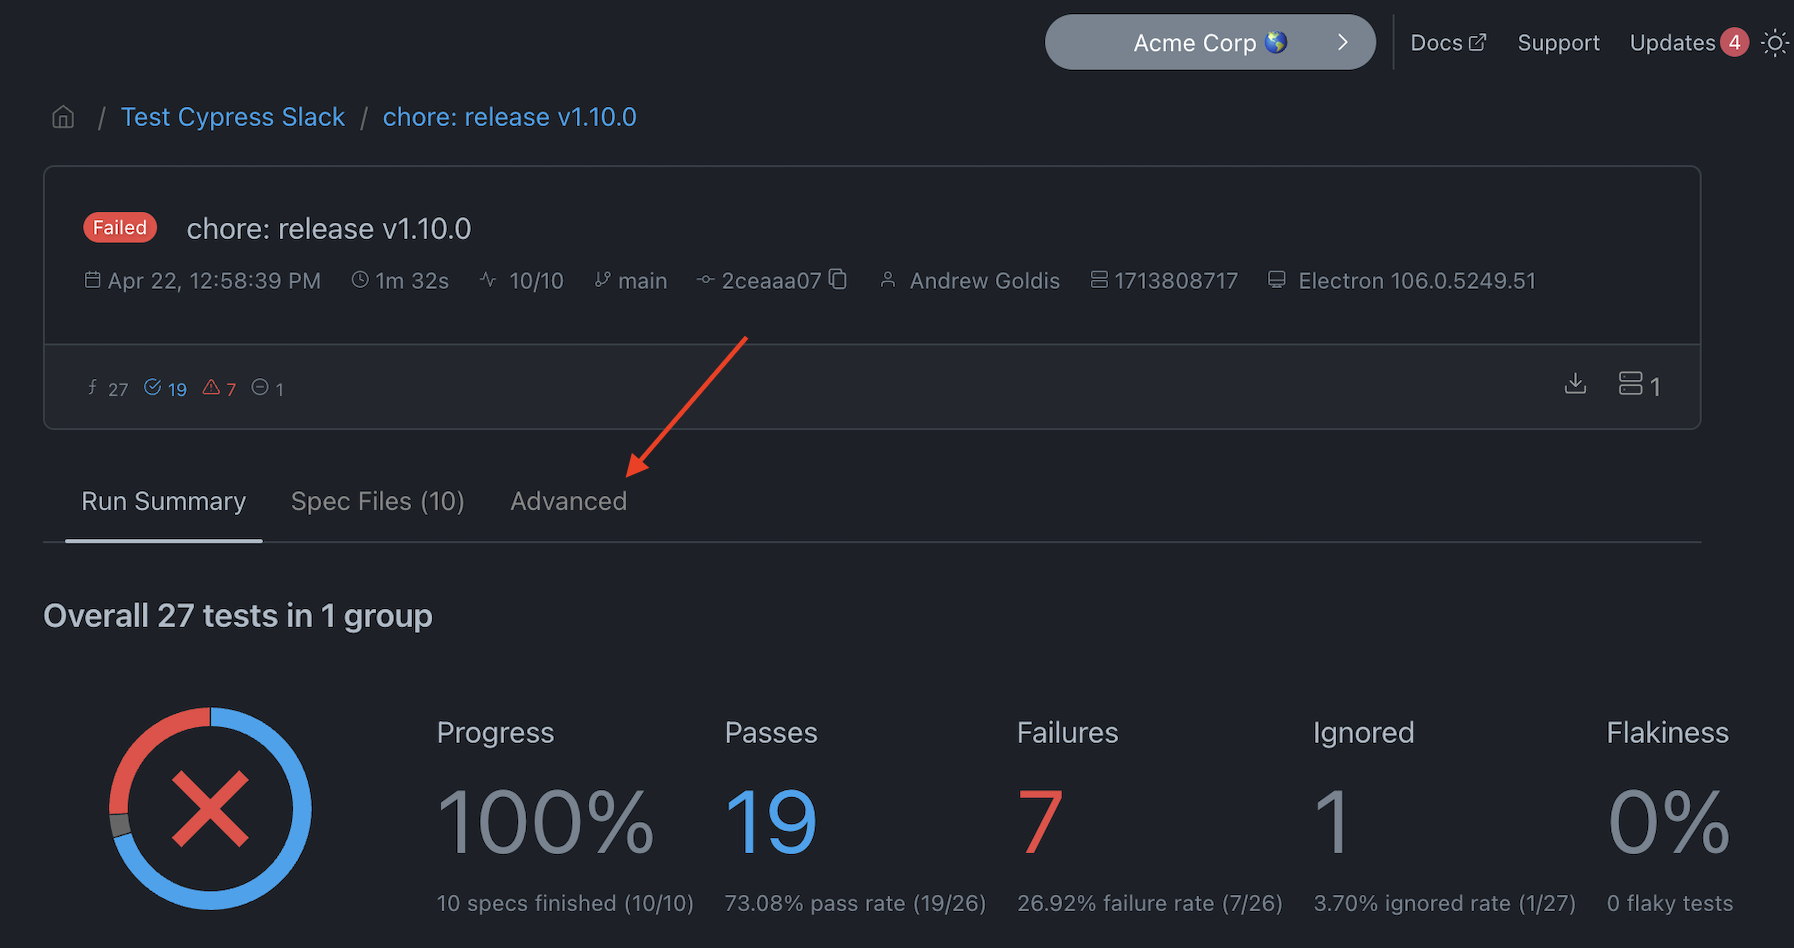 Acme Corp 🌎 Docs Support Updates 4
/ Test Cypress Slack / chore: release v1.10.0
Failed chore: release v1.10.0
Apr 22, 12:58:39 PM 1m 32s 10/10 main 2ceaaa07 Andrew Goldis 1713808717 Electron 106.0.5249.51
27 19 7 1 1
Run Summary Spec Files (10) Advanced
Overall 27 tests in 1 group
Progress Passes Failures Ignored Flakiness
100% 19 7 1 0%
10 specs finished (10/10) 73.08% pass rate (19/26) 26.92% failure rate (7/26) 3.70% ignored rate (1/27) 0 flaky tests